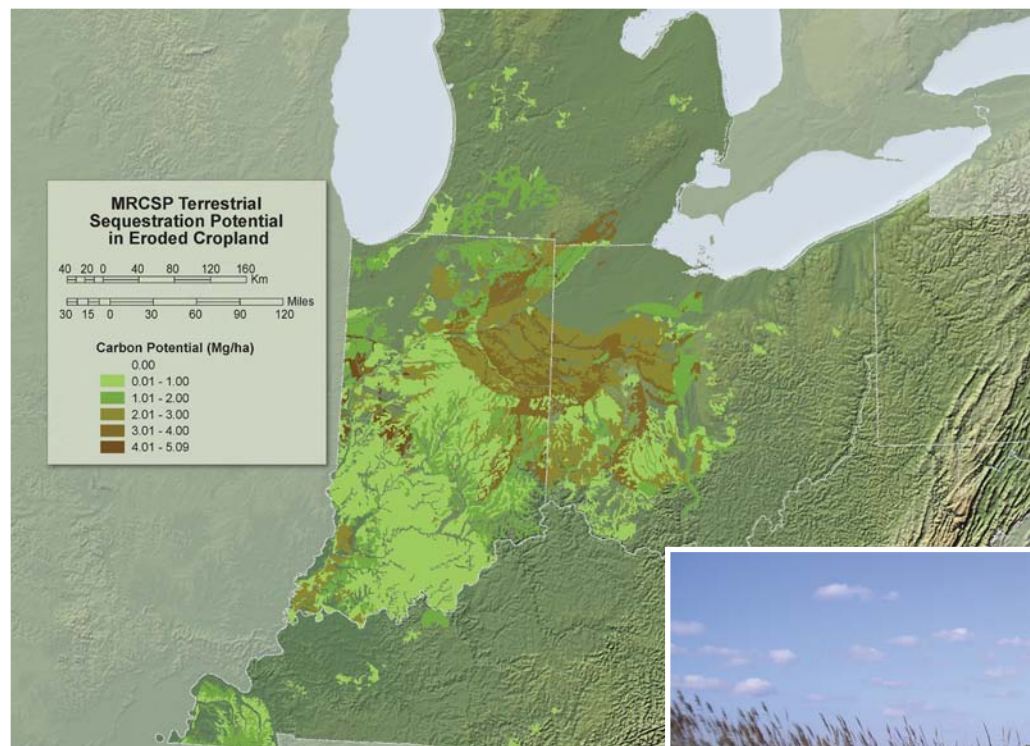 MRCSP Terrestrial
Sequestration Potential
in Eroded Cropland
40 20 0 40 80 120 160
Km
Miles
30 15 0 30 60 90 120
Carbon Potential (Mg/ha)
0.00
0.01 - 1.00
1.01 - 2.00
2.01 - 3.00
3.01 - 4.00
4.01 - 5.09